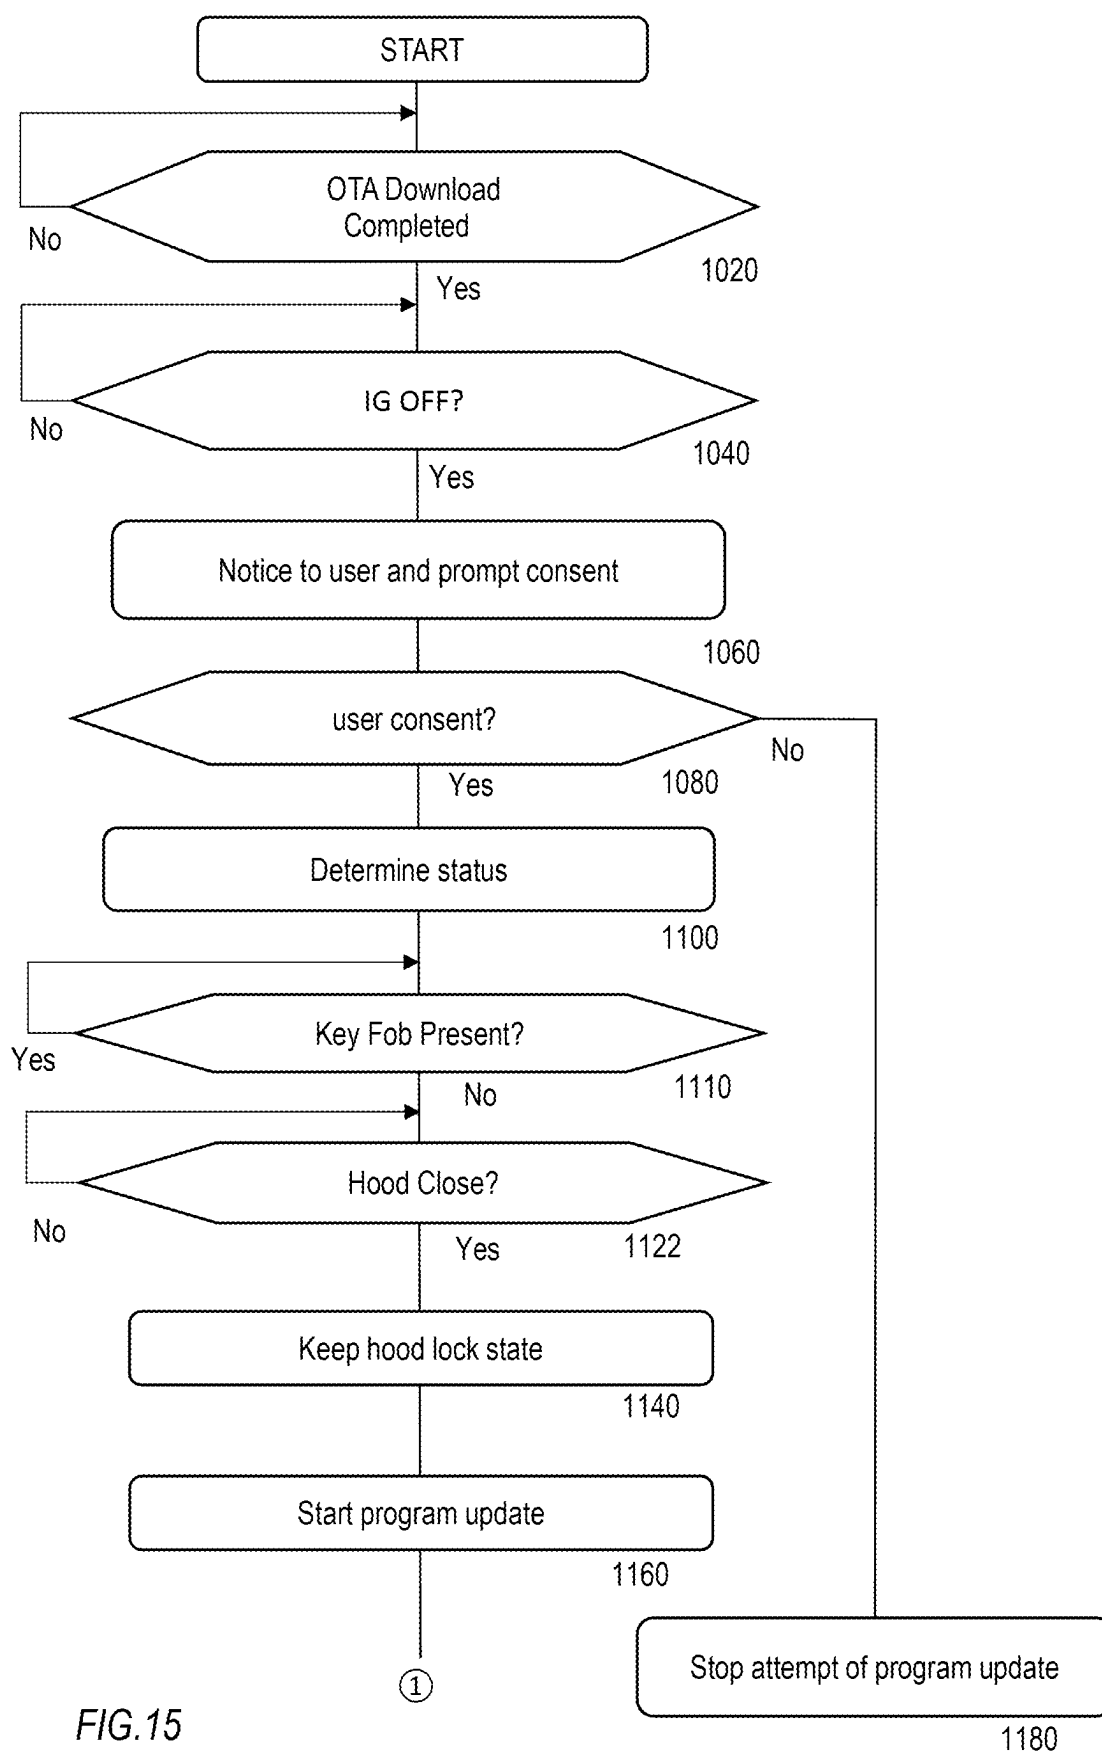 START
OTA Download
Completed
No
1020
Yes
IG OFF?
No
1040
Yes
Notice to user and prompt consent
1060
user consent?
No
Yes
1080
Determine status
1100
Key Fob Present?
Yes
No
1110
Hood Close?
No
Yes
1122
Keep hood lock state
1140
Start program update
1160
Stop attempt of program update
1180
①
FIG.15